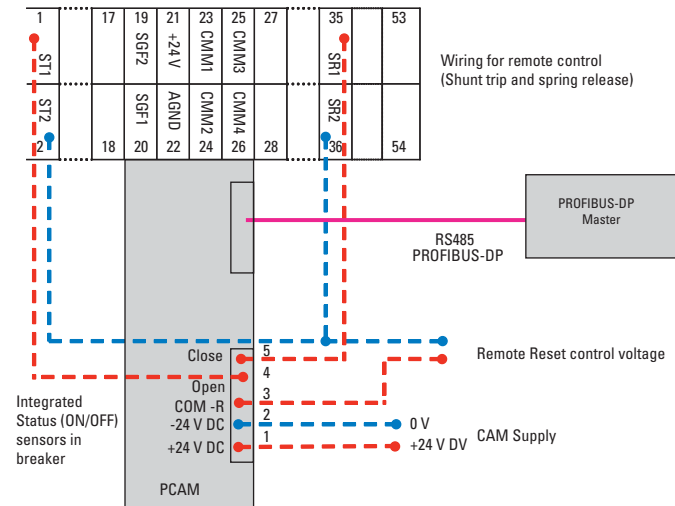 1 17 19 21 23 25 27 35 53
ST1 SGF2 +24 V CMM1 CMM3 SR1
ST2 SGF1 AGND CMM2 CMM4 SR2
2 18 20 22 24 26 28 36 54
Wiring for remote control
(Shunt trip and spring release)
PROFIBUS-DP
Master
RS485
PROFIBUS-DP
Close 5
4
Open
COM -R 3
-24 V DC 2
+24 V DC 1
Remote Reset control voltage
0 V
+24 V DV
CAM Supply
Integrated
Status (ON/OFF)
sensors in
breaker
PCAM